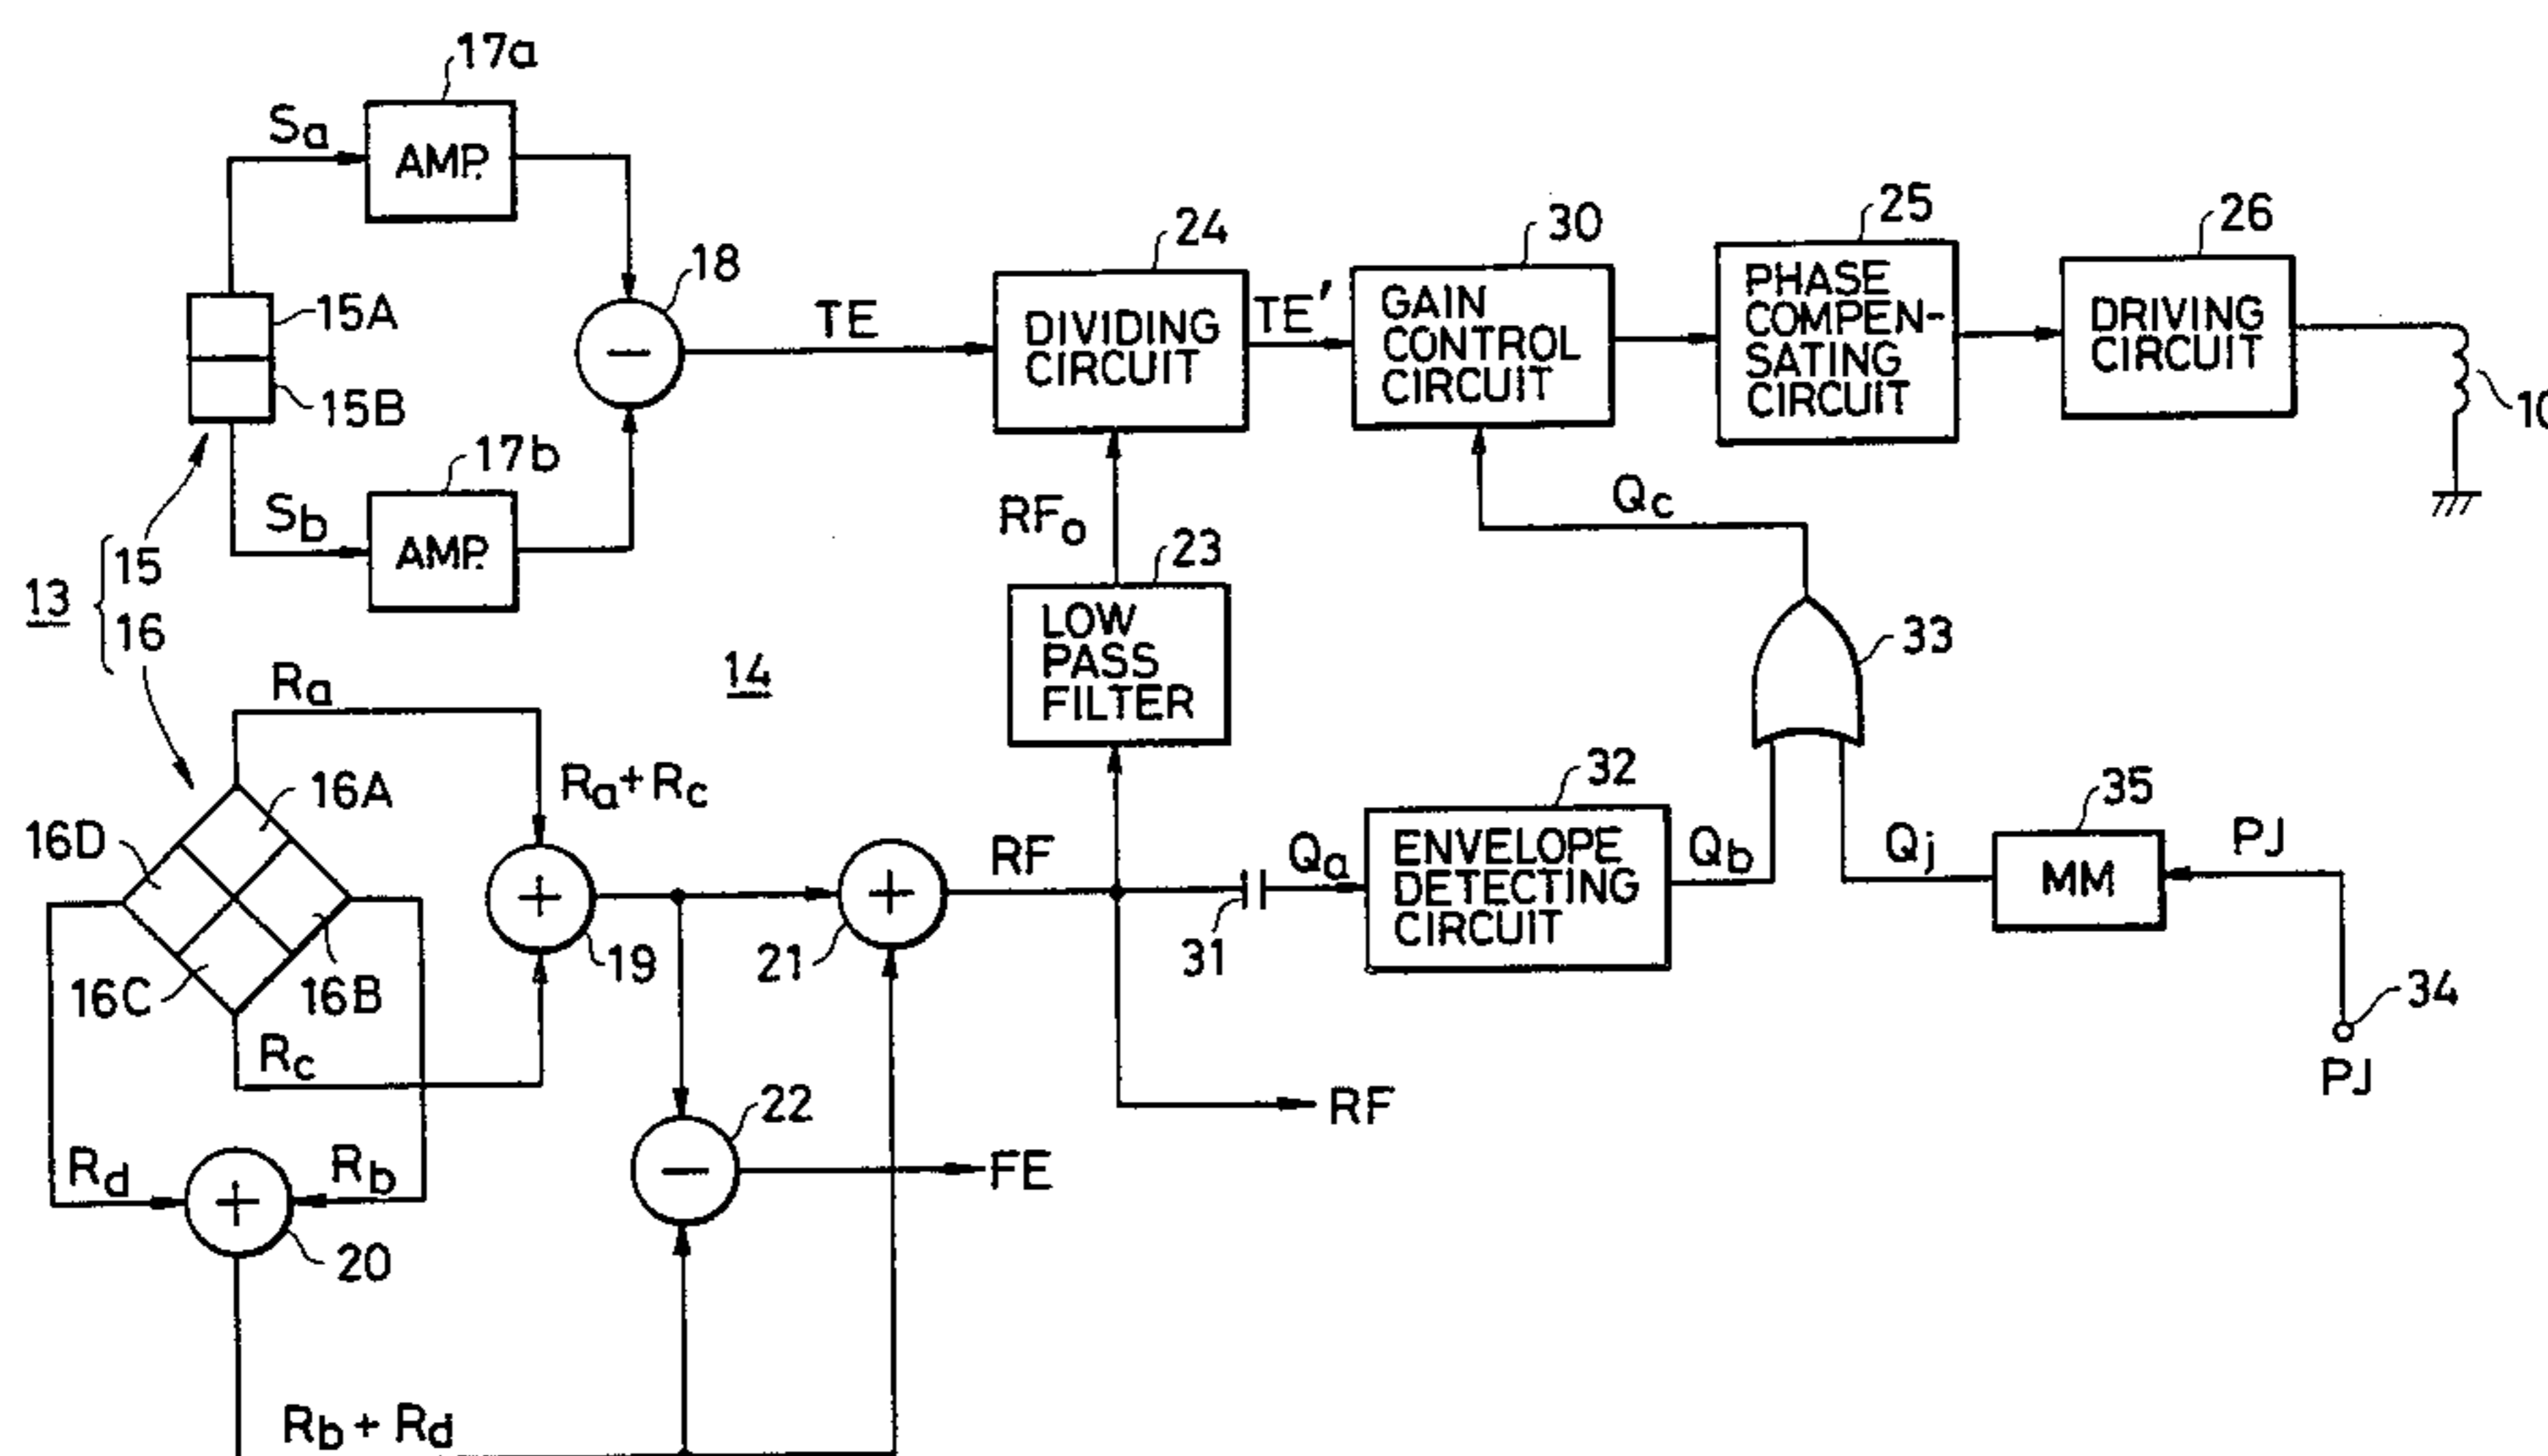 17a
Sa
AMP.
15A
15B
18
TE
24
DIVIDING
CIRCUIT
TE'
30
GAIN
CONTROL
CIRCUIT
25
PHASE
COMPEN-
SATING
CIRCUIT
26
DRIVING
CIRCUIT
17b
Sb
AMP.
13
15
16
14
RFo
23
LOW
PASS
FILTER
Qc
33
Ra
16A
16D
16C
16B
Rc
Ra+Rc
+
19
+
21
RF
31
Qa
32
ENVELOPE
DETECTING
CIRCUIT
Qb
Qj
35
MM
PJ
34
PJ
RF
22
−
FE
Rd
+
Rb
20
Rb + Rd